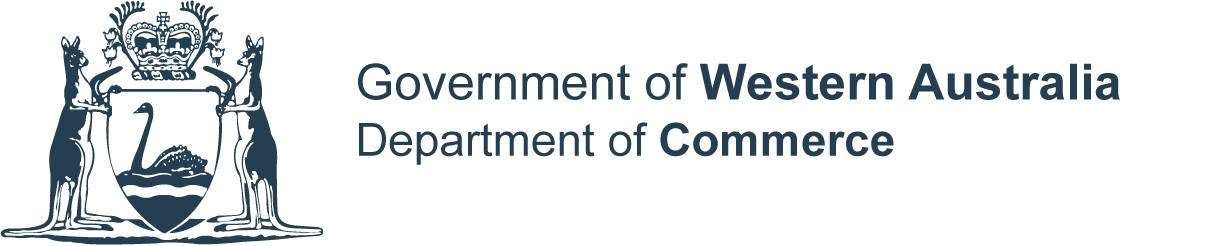 Government of Western Australia
Department of Commerce